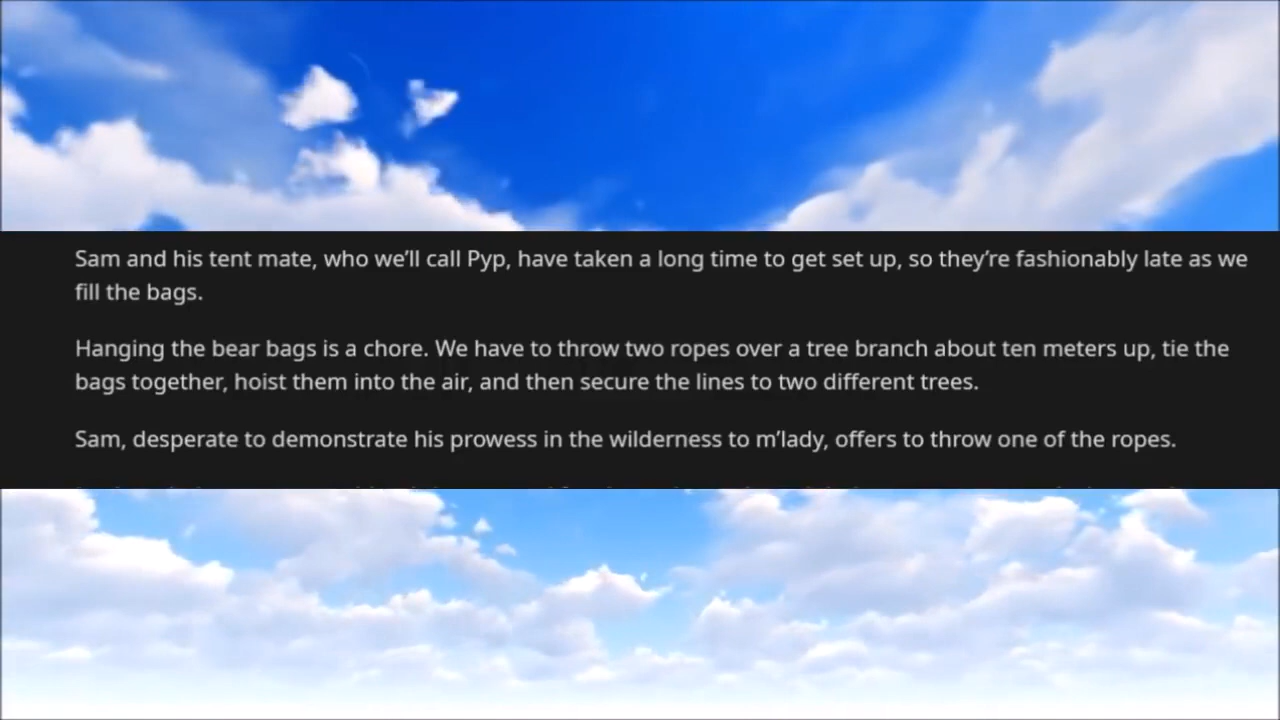 Sam and his tent mate, who we’ll call Pyp, have taken a long time to get set up, so they’re fashionably late as we
fill the bags.
Hanging the bear bags is a chore. We have to throw two ropes over a tree branch about ten meters up, tie the
bags together, hoist them into the air, and then secure the lines to two different trees.
Sam, desperate to demonstrate his prowess in the wilderness to m’lady, offers to throw one of the ropes.